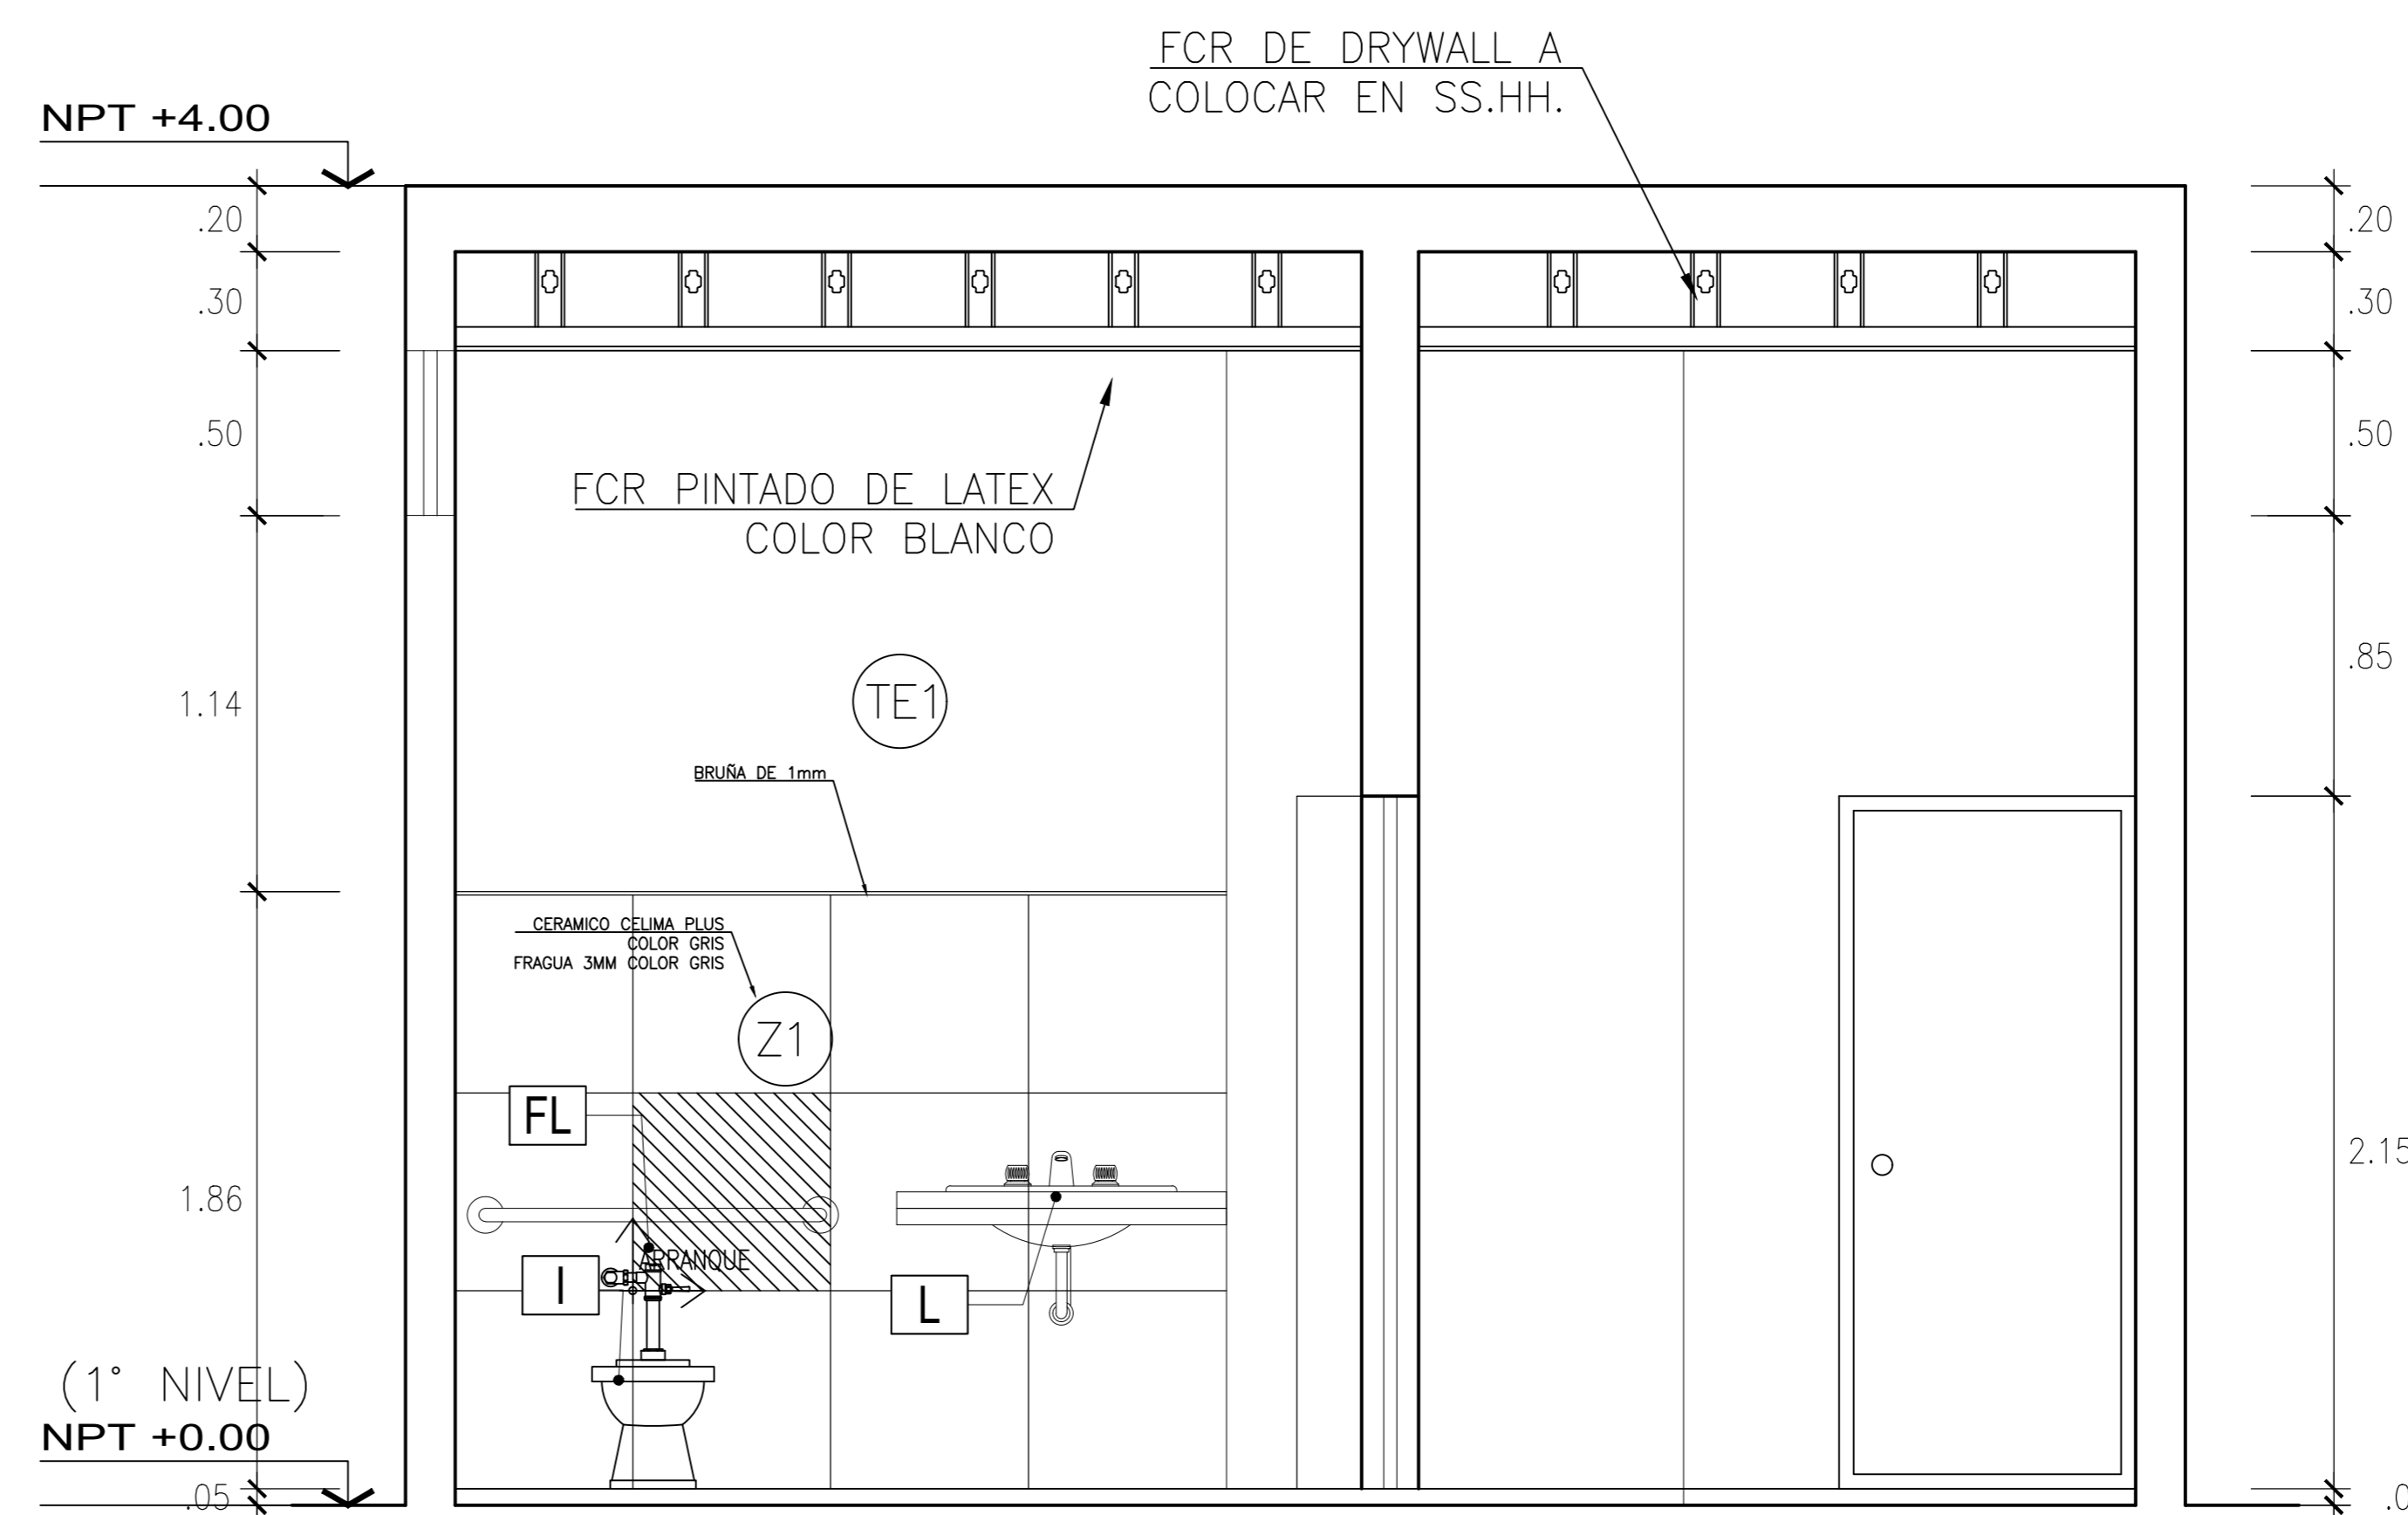 FCR DE DRYWALL A
COLOCAR EN SS.HH.
NPT +4.00
.20
.20
.30
.30
.50
.50
FCR PINTADO DE LATEX
COLOR BLANCO
.85
TE1
1.14
BRUÑA DE 1mm
CERAMICO CELIMA PLUS
COLOR GRIS
FRAGUA 3MM COLOR GRIS
Z1
FL
2.15
1.86
ARRANQUE
I
L
(1° NIVEL)
NPT +0.00
.05